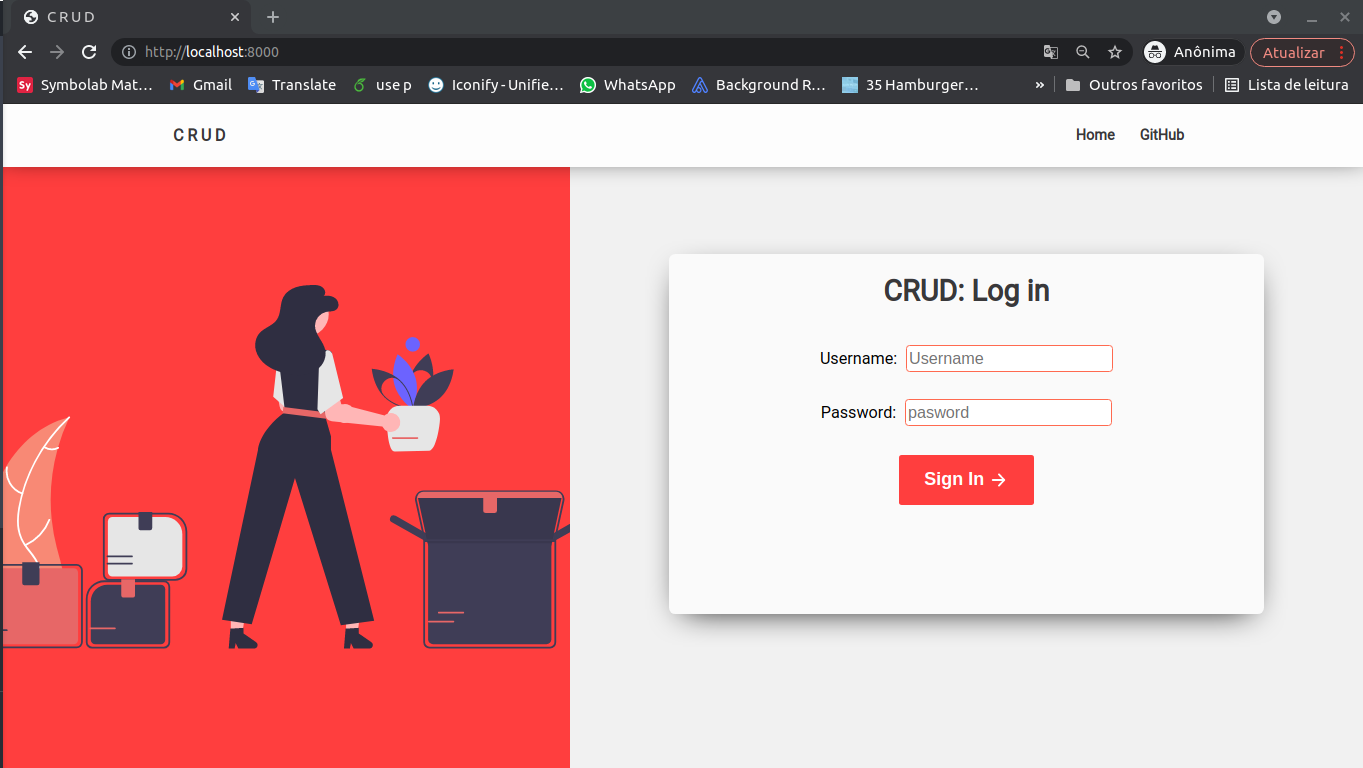 C R U D
http://localhost:8000
Anônima
Atualizar
Sy Symbolab Mat… Gmail Translate use p Iconify - Unifie… WhatsApp Background R… 35 Hamburger… » Outros favoritos Lista de leitura
CRUD Home GitHub
CRUD: Log in
Username: Username
Password: pasword
Sign In →